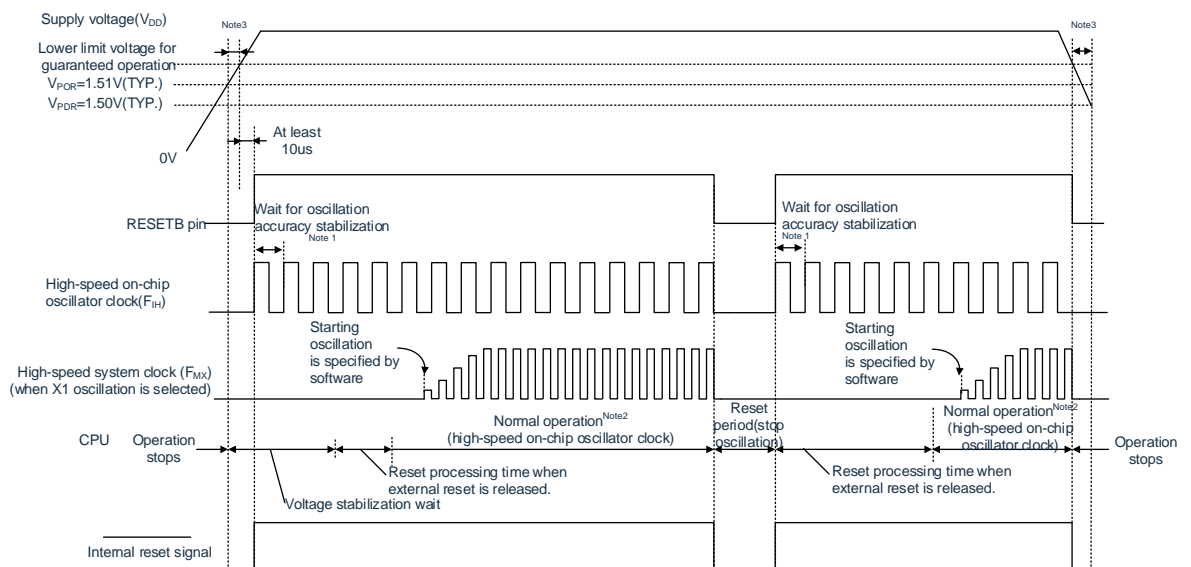 Supply voltage(VDD)
Note3
Note3
Lower limit voltage for
guaranteed operation
VPOR=1.51V(TYP.)
VPDR=1.50V(TYP.)
At least
10us
0V
RESETB pin
Wait for oscillation
accuracy stabilization
Note 1
Wait for oscillation
accuracy stabilization
Note 1
High-speed on-chip
oscillator clock(FIH)
Starting
oscillation
is specified by
software
Starting
oscillation
is specified by
software
High-speed system clock (FMX)
(when X1 oscillation is selected)
CPU
Operation
stops
Normal operationNote2
(high-speed on-chip oscillator clock)
Reset
period(stop
oscillation)
Normal operationNote2
(high-speed on-chip
oscillator clock)
Operation
stops
Reset processing time when
external reset is released.
Reset processing time when
external reset is released.
Voltage stabilization wait
Internal reset signal